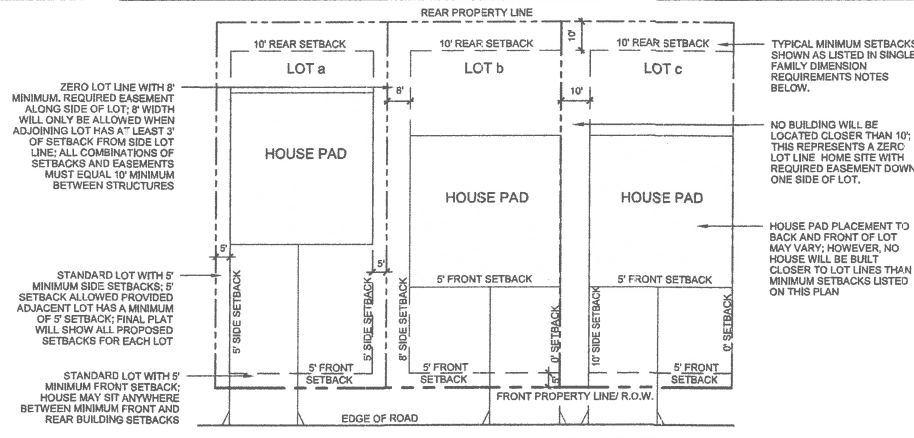 REAR PROPERTY LINE
10' REAR SETBACK
10' REAR SETBACK
10'
10' REAR SETBACK
LOT a
LOT b
LOT c
8'
10'
HOUSE PAD
HOUSE PAD
HOUSE PAD
5'
5'
5' FRONT SETBACK
5' FRONT SETBACK
5' SIDE SETBACK
5' SIDE SETBACK
8' SIDE SETBACK
0' SETBACK
10' SIDE SETBACK
0' SETBACK
5' FRONT
SETBACK
5' FRONT
SETBACK
5'
5' FRONT
SETBACK
FRONT PROPERTY LINE/ R.O.W.
EDGE OF ROAD
ZERO LOT LINE WITH 8'
MINIMUM. REQUIRED EASEMENT
ALONG SIDE OF LOT; 8' WIDTH
WILL ONLY BE ALLOWED WHEN
ADJOINING LOT HAS AT LEAST 3'
OF SETBACK FROM SIDE LOT
LINE; ALL COMBINATIONS OF
SETBACKS AND EASEMENTS
MUST EQUAL 10' MINIMUM
BETWEEN STRUCTURES
STANDARD LOT WITH 5'
MINIMUM SIDE SETBACKS; 5'
SETBACK ALLOWED PROVIDED
ADJACENT LOT HAS A MINIMUM
OF 5' SETBACK; FINAL PLAT
WILL SHOW ALL PROPOSED
SETBACKS FOR EACH LOT
STANDARD LOT WITH 5'
MINIMUM FRONT SETBACK;
HOUSE MAY SIT ANYWHERE
BETWEEN MINIMUM FRONT AND
REAR BUILDING SETBACKS
TYPICAL MINIMUM SETBACKS
SHOWN AS LISTED IN SINGLE
FAMILY DIMENSION
REQUIREMENTS NOTES
BELOW.
NO BUILDING WILL BE
LOCATED CLOSER THAN 10';
THIS REPRESENTS A ZERO
LOT LINE HOME SITE WITH
REQUIRED EASEMENT DOWN
ONE SIDE OF LOT.
HOUSE PAD PLACEMENT TO
BACK AND FRONT OF LOT
MAY VARY; HOWEVER, NO
HOUSE WILL BE BUILT
CLOSER TO LOT LINES THAN
MINIMUM SETBACKS LISTED
ON THIS PLAN